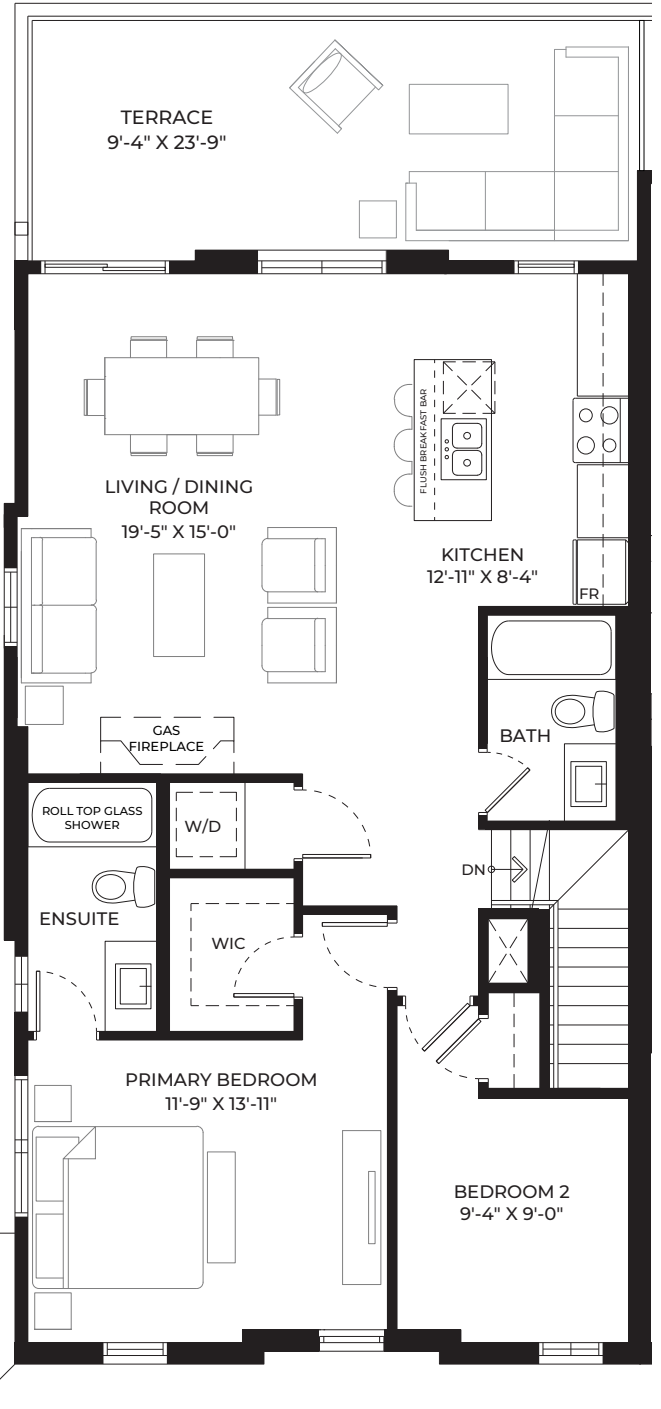 TERRACE
9'-4" X 23'-9"
FLUSH BREAKFAST BAR
LIVING / DINING
ROOM
19'-5" X 15'-0"
KITCHEN
12'-11" X 8'-4"
FR
GAS
FIREPLACE
BATH
ROLL TOP GLASS
SHOWER
W/D
DN
ENSUITE
WIC
PRIMARY BEDROOM
11'-9" X 13'-11"
BEDROOM 2
9'-4" X 9'-0"